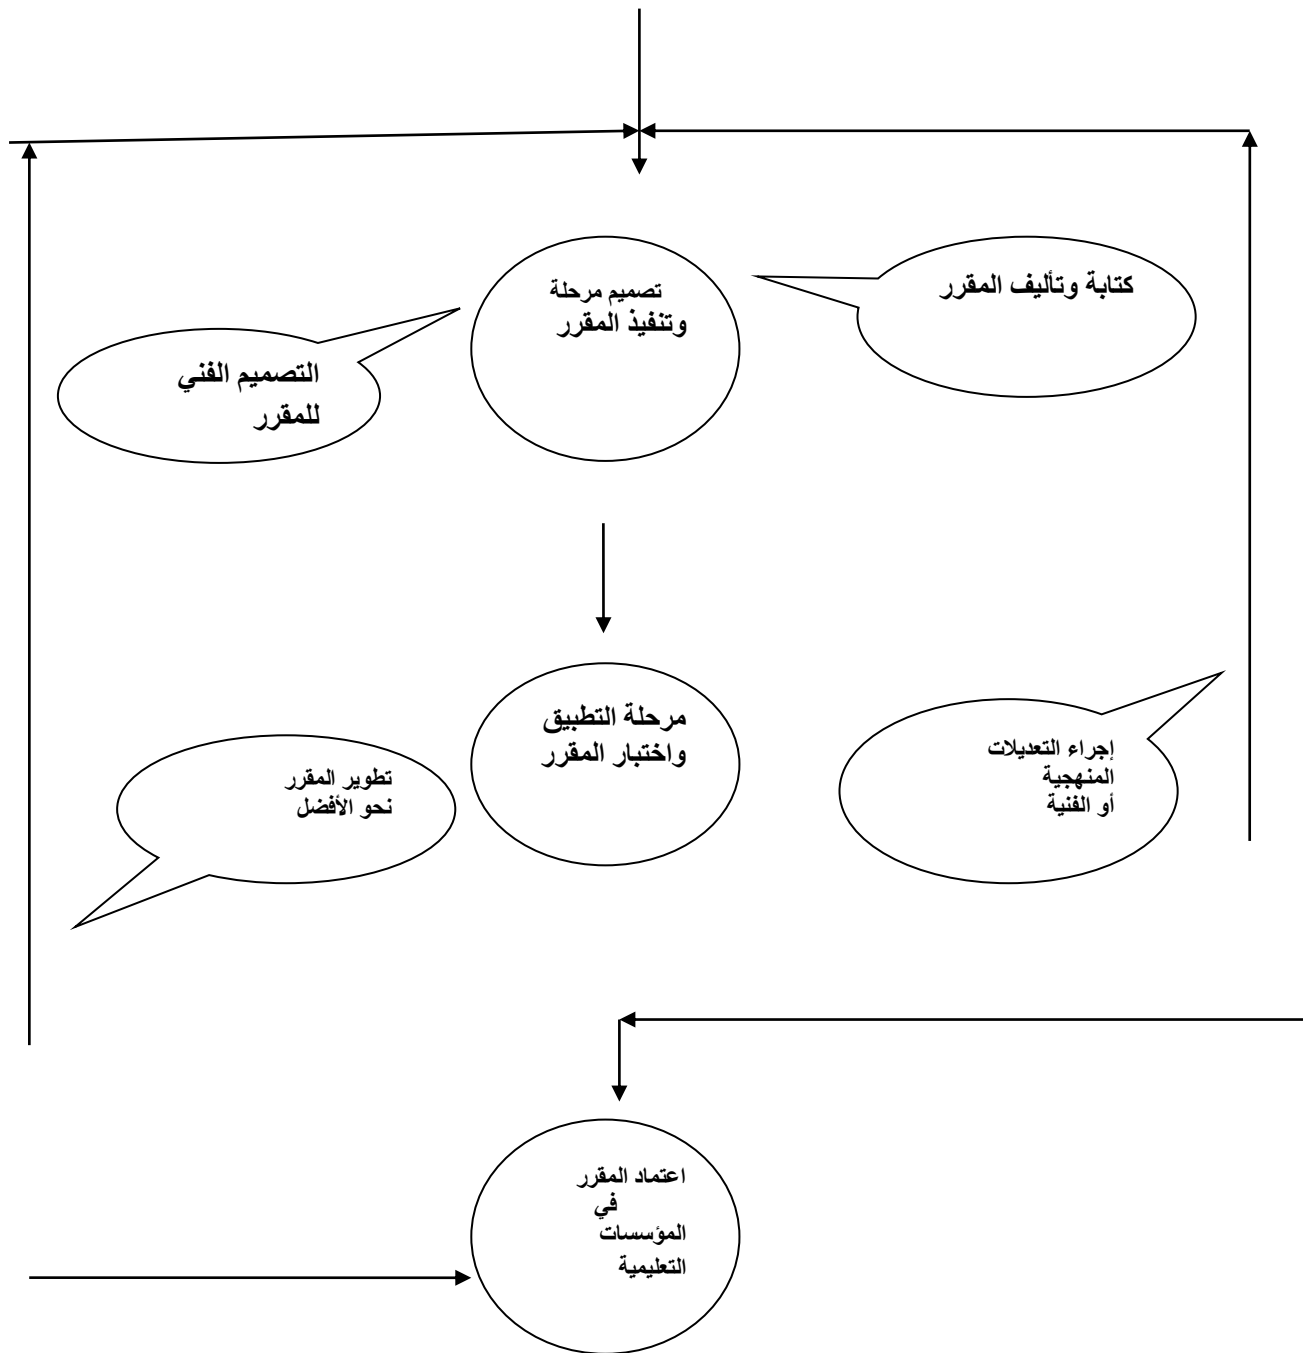 كتابة وتأليف المقرر
تصميم مرحلة
وتنفيذ المقرر
التصميم الفني
للمقرر
مرحلة التطبيق
واختبار المقرر
إجراء التعديلات
المنهجية
أو الفنية
تطوير المقرر
نحو الأفضل
اعتماد المقرر
في
المؤسسات
التعليمية